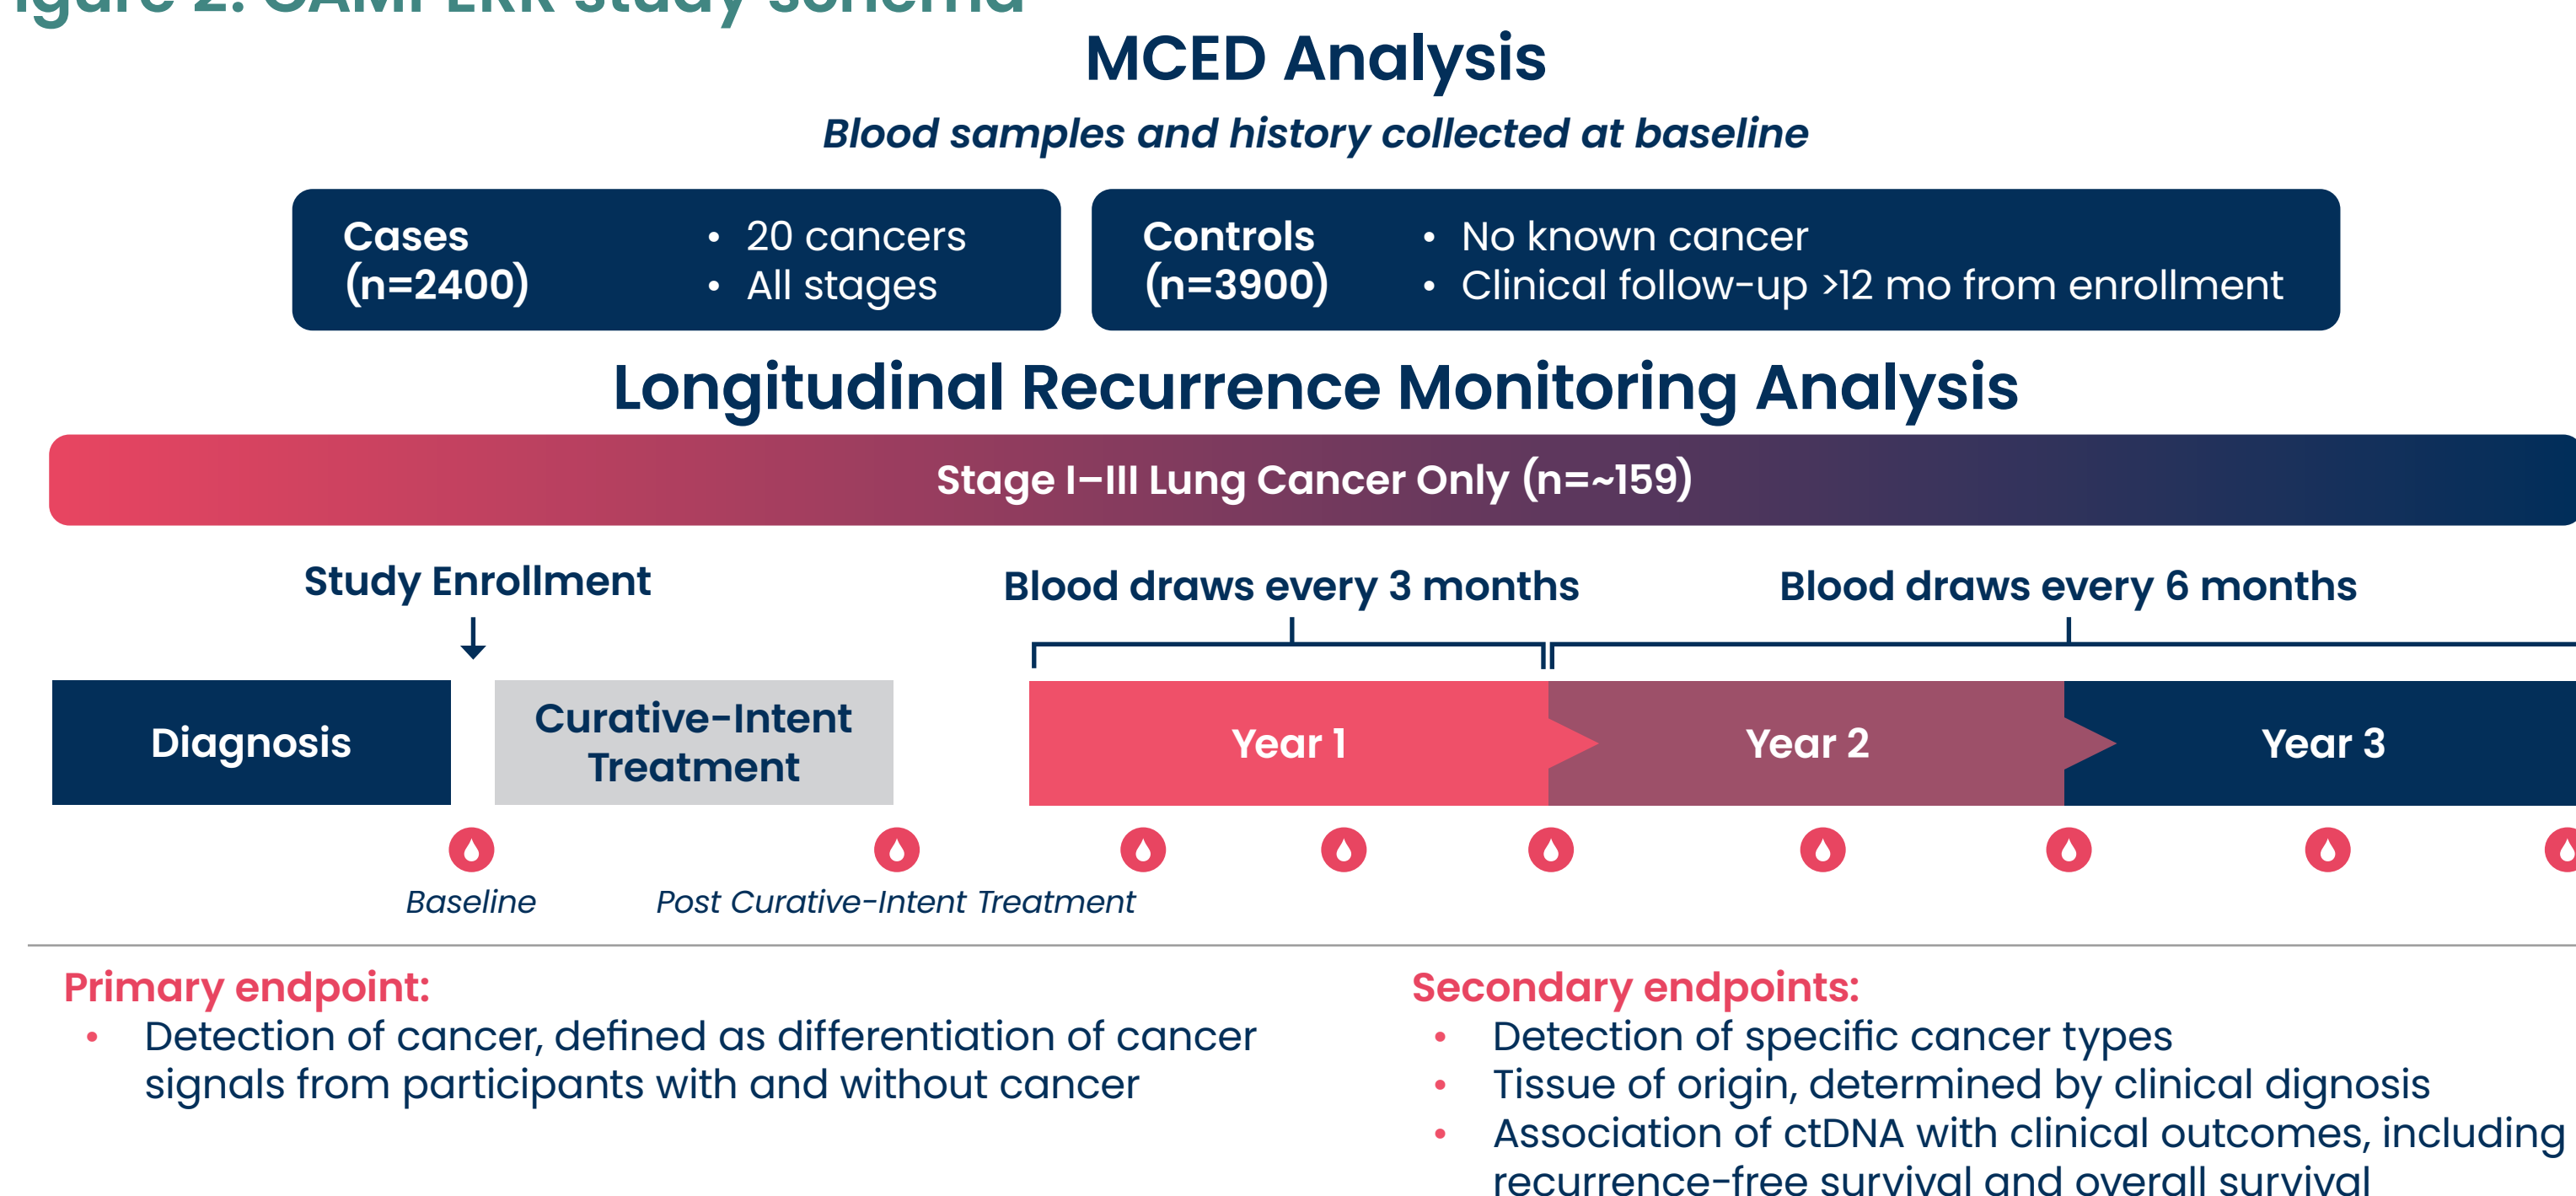 Figure 2. CAMPERR study schema
MCED Analysis
Blood samples and history collected at baseline
Cases
(n=2400)
• 20 cancers
• All stages
Controls
(n=3900)
• No known cancer
• Clinical follow-up >12 mo from enrollment
Longitudinal Recurrence Monitoring Analysis
Stage I–III Lung Cancer Only (n=~159)
Study Enrollment
Blood draws every 3 months
Blood draws every 6 months
Diagnosis
Curative-Intent
Treatment
Year 1
Year 2
Year 3
Baseline
Post Curative-Intent Treatment
Primary endpoint:
• Detection of cancer, defined as differentiation of cancer
signals from participants with and without cancer
Secondary endpoints:
• Detection of specific cancer types
• Tissue of origin, determined by clinical dignosis
• Association of ctDNA with clinical outcomes, including
recurrence-free survival and overall survival